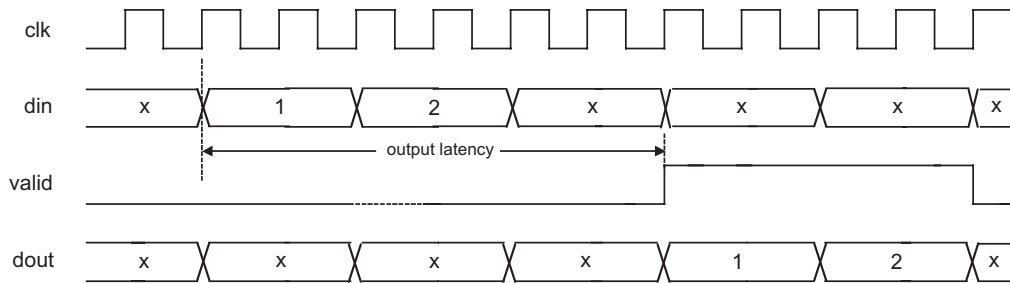 clk
din x 1 2 x x x x
output latency
valid
dout x x x x 1 2 x